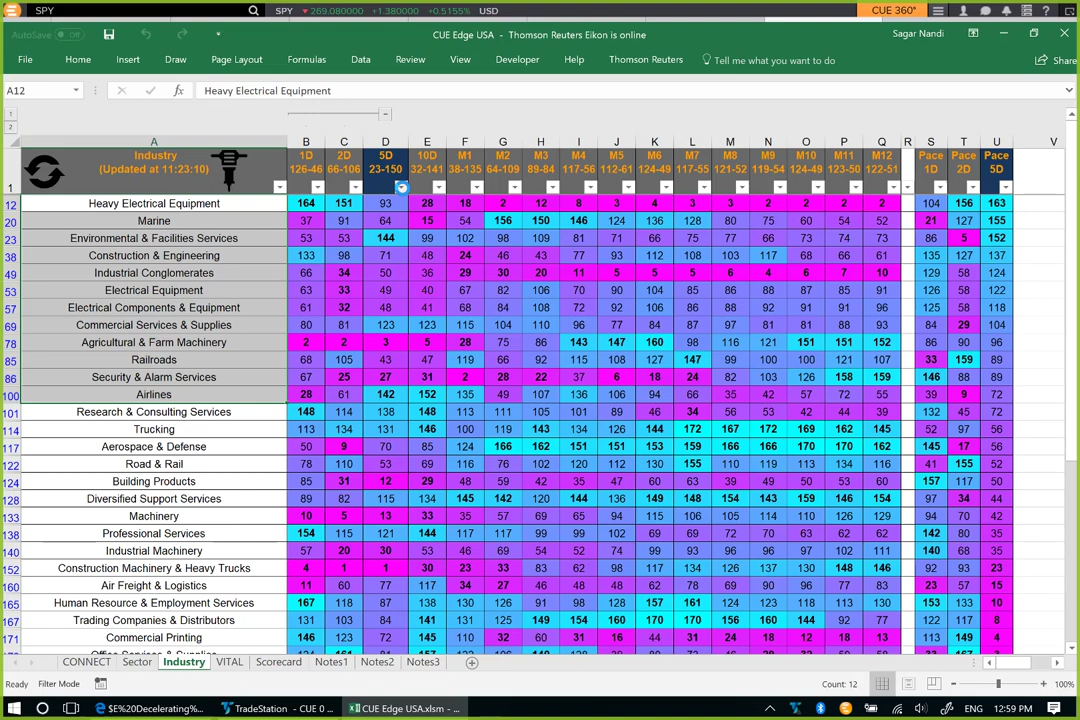 SPY SPY 269.080000 +1.380000 +0.5155% USD CUE 360° ?
AutoSave Off CUE Edge USA - Thomson Reuters Eikon is online Sagar Nandi
File Home Insert Draw Page Layout Formulas Data Review View Developer Help Thomson Reuters Tell me what you want to do Share
A12 fx Heavy Electrical Equipment
1
2
A B C D E F G H I J K L M N O P Q R S T U V
Industry 1D 2D 5D 10D M1 M2 M3 M4 M5 M6 M7 M8 M9 M10 M11 M12 Pace Pace Pace
(Updated at 11:23:10) 126-46 66-106 23-150 32-141 38-135 64-109 89-84 117-56 112-61 124-49 117-55 121-52 119-54 124-49 123-50 122-51 1D 2D 5D
1
12 Heavy Electrical Equipment 164 151 93 28 18 2 12 8 3 4 3 3 2 2 2 2 104 156 163
20 Marine 37 91 64 15 54 156 150 146 124 136 128 80 75 60 54 52 21 127 155
23 Environmental & Facilities Services 53 53 144 99 102 98 109 81 71 66 75 77 66 73 74 73 86 5 152
38 Construction & Engineering 133 98 71 48 24 46 43 77 93 112 108 103 117 68 66 61 135 127 137
49 Industrial Conglomerates 66 34 50 36 29 30 20 11 5 5 5 6 4 6 7 10 129 58 124
53 Electrical Equipment 63 33 49 40 67 82 106 70 90 104 85 86 87 88 85 91 126 58 122
57 Electrical Components & Equipment 61 32 48 41 68 84 108 72 92 106 86 88 92 91 91 96 125 58 118
69 Commercial Services & Supplies 80 81 123 123 115 104 110 96 77 84 87 97 81 81 88 93 84 29 104
78 Agricultural & Farm Machinery 2 2 3 5 28 75 86 143 147 160 98 116 121 151 151 152 86 90 96
85 Railroads 68 105 43 47 119 66 92 115 108 127 147 99 100 100 121 107 33 159 89
86 Security & Alarm Services 67 25 27 31 2 28 22 37 6 18 24 82 103 126 158 159 146 88 89
100 Airlines 28 61 142 152 135 49 107 136 106 94 66 35 42 57 72 55 39 9 72
101 Research & Consulting Services 148 114 138 148 113 111 105 101 89 46 34 56 53 42 44 39 132 45 72
114 Trucking 113 134 131 146 100 119 143 134 126 144 172 167 172 169 162 145 52 97 56
117 Aerospace & Defense 50 9 70 85 124 166 162 151 151 153 159 166 166 170 170 162 145 17 56
122 Road & Rail 78 110 53 69 116 76 102 120 112 130 155 110 119 113 134 116 41 155 52
124 Building Products 85 31 12 29 48 59 42 35 47 60 63 39 49 50 53 60 157 117 50
128 Diversified Support Services 89 82 115 134 145 142 120 144 136 149 148 154 143 159 146 154 97 34 44
133 Machinery 10 5 13 33 35 57 69 65 94 115 106 105 114 110 126 129 94 70 42
138 Professional Services 154 115 121 144 117 117 99 99 102 69 69 72 70 63 62 62 142 80 35
140 Industrial Machinery 57 20 30 53 46 69 54 52 74 99 93 96 96 97 102 111 140 68 35
152 Construction Machinery & Heavy Trucks 4 1 1 30 23 33 83 62 98 117 134 126 137 130 148 146 92 93 23
160 Air Freight & Logistics 11 60 77 117 34 27 46 48 48 62 78 69 90 96 77 83 23 57 15
165 Human Resource & Employment Services 167 118 87 138 130 126 91 98 128 157 161 124 123 118 113 130 153 133 10
167 Trading Companies & Distributors 131 103 84 141 131 125 149 154 160 170 170 156 160 144 92 77 122 117 8
171 Commercial Printing 146 123 72 145 110 32 60 31 16 44 31 24 18 12 18 13 113 149 4
CONNECT Sector Industry VITAL Scorecard Notes1 Notes2 Notes3
Ready Filter Mode Count: 12 100%
$E%20Decelerating%... TradeStation - CUE 0 ... CUE Edge USA.xlsm - ... ENG 12:59 PM